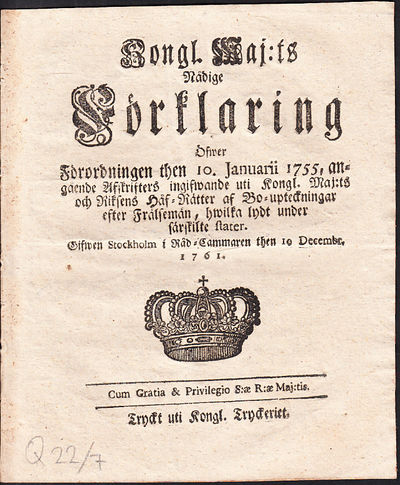 Kongl. Maj:ts
Nådige
Förklaring
Öfwer
Förordningen then 10. Januarii 1755, an-
gående Afskrifters ingifwande uti Kongl. Maj:ts
och Riksens Håf-Rätter af Bo-upteckningar
efter Frälsemän, hwilka lydt under
särskilte stater.
Gifwen Stockholm i Råd-Cammaren then 10 Decembr.
1761.
Cum Gratia & Privilegio S:æ R:æ Maj:tis.
Tryckt uti Kongl. Tryckeriet.
Q 22/7